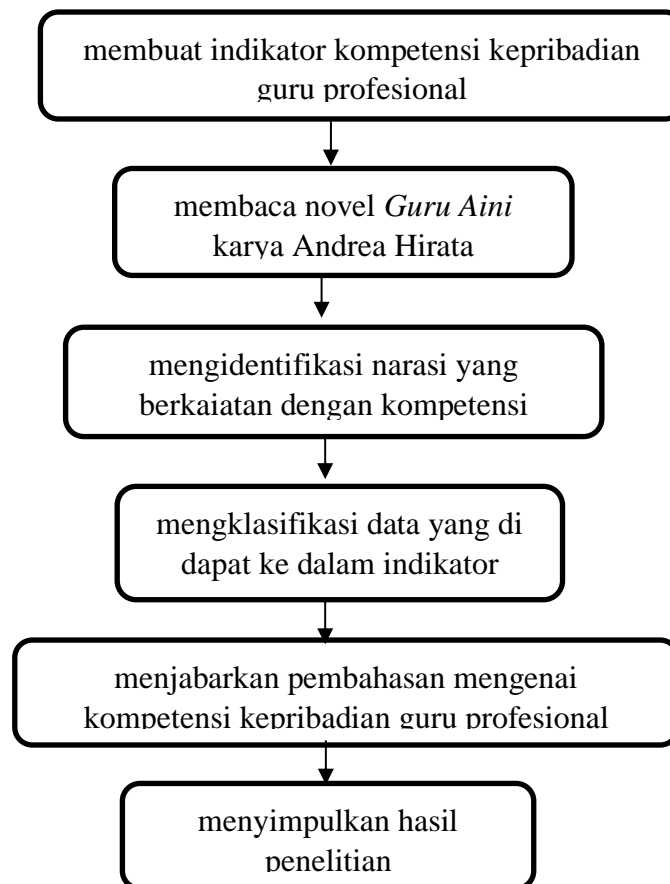 membuat indikator kompetensi kepribadian
guru profesional
membaca novel Guru Aini
karya Andrea Hirata
mengidentifikasi narasi yang
berkaiatan dengan kompetensi
mengklasifikasi data yang di
dapat ke dalam indikator
menjabarkan pembahasan mengenai
kompetensi kepribadian guru profesional
menyimpulkan hasil
penelitian